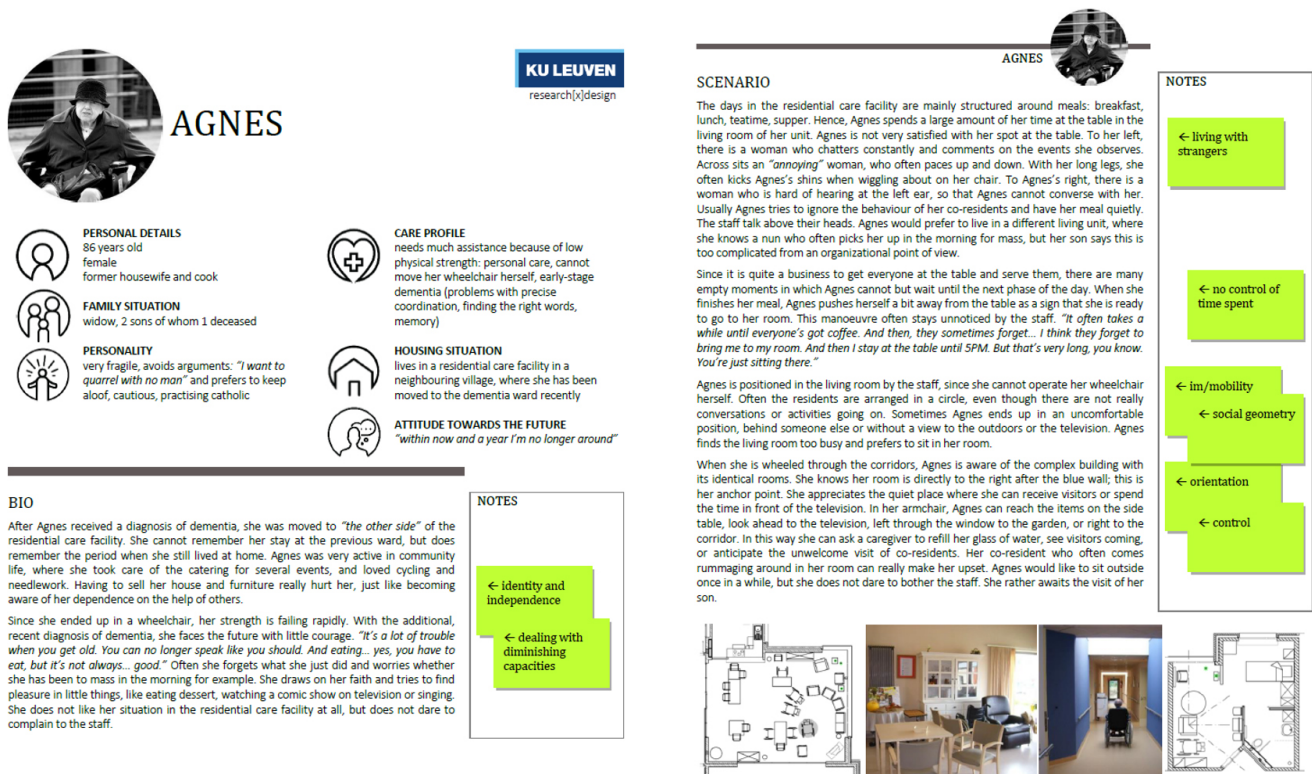 AGNES
KU LEUVEN
research[x]design
PERSONAL DETAILS
86 years old
female
former housewife and cook
FAMILY SITUATION
widow, 2 sons of whom 1 deceased
PERSONALITY
very fragile, avoids arguments: "I want to
quarrel with no man" and prefers to keep
aloof, cautious, practising catholic
CARE PROFILE
needs much assistance because of low
physical strength: personal care, cannot
move her wheelchair herself, early-stage
dementia (problems with precise
coordination, finding the right words,
memory)
HOUSING SITUATION
lives in a residential care facility in a
neighbouring village, where she has been
moved to the dementia ward recently
ATTITUDE TOWARDS THE FUTURE
"within now and a year I'm no longer around"
BIO
After Agnes received a diagnosis of dementia, she was moved to "the other side" of the
residential care facility. She cannot remember her stay at the previous ward, but does
remember the period when she still lived at home. Agnes was very active in community
life, where she took care of the catering for several events, and loved cycling and
needlework. Having to sell her house and furniture really hurt her, just like becoming
aware of her dependence on the help of others.
Since she ended up in a wheelchair, her strength is failing rapidly. With the additional,
recent diagnosis of dementia, she faces the future with little courage. "It's a lot of trouble
when you get old. You can no longer speak like you should. And eating... yes, you have to
eat, but it's not always... good." Often she forgets what she just did and worries whether
she has been to mass in the morning for example. She draws on her faith and tries to find
pleasure in little things, like eating dessert, watching a comic show on television or singing.
She does not like her situation in the residential care facility at all, but does not dare to
complain to the staff.
NOTES
← identity and
independence
← dealing with
diminishing
capacities
AGNES
SCENARIO
The days in the residential care facility are mainly structured around meals: breakfast,
lunch, teatime, supper. Hence, Agnes spends a large amount of her time at the table in the
living room of her unit. Agnes is not very satisfied with her spot at the table. To her left,
there is a woman who chatters constantly and comments on the events she observes.
Across sits an "annoying" woman, who often paces up and down. With her long legs, she
often kicks Agnes's shins when wiggling about on her chair. To Agnes's right, there is a
woman who is hard of hearing at the left ear, so that Agnes cannot converse with her.
Usually Agnes tries to ignore the behaviour of her co-residents and have her meal quietly.
The staff talk above their heads. Agnes would prefer to live in a different living unit, where
she knows a nun who often picks her up in the morning for mass, but her son says this is
too complicated from an organizational point of view.
Since it is quite a business to get everyone at the table and serve them, there are many
empty moments in which Agnes cannot but wait until the next phase of the day. When she
finishes her meal, Agnes pushes herself a bit away from the table as a sign that she is ready
to go to her room. This manoeuvre often stays unnoticed by the staff. "It often takes a
while until everyone's got coffee. And then, they sometimes forget... I think they forget to
bring me to my room. And then I stay at the table until 5PM. But that's very long, you know.
You're just sitting there."
Agnes is positioned in the living room by the staff, since she cannot operate her wheelchair
herself. Often the residents are arranged in a circle, even though there are not really
conversations or activities going on. Sometimes Agnes ends up in an uncomfortable
position, behind someone else or without a view to the outdoors or the television. Agnes
finds the living room too busy and prefers to sit in her room.
When she is wheeled through the corridors, Agnes is aware of the complex building with
its identical rooms. She knows her room is directly to the right after the blue wall; this is
her anchor point. She appreciates the quiet place where she can receive visitors or spend
the time in front of the television. In her armchair, Agnes can reach the items on the side
table, look ahead to the television, left through the window to the garden, or right to the
corridor. In this way she can ask a caregiver to refill her glass of water, see visitors coming,
or anticipate the unwelcome visit of co-residents. Her co-resident who often comes
rummaging around in her room can really make her upset. Agnes would like to sit outside
once in a while, but she does not dare to bother the staff. She rather awaits the visit of her
son.
NOTES
← living with
strangers
← no control of
time spent
← im/mobility
← social geometry
← orientation
← control